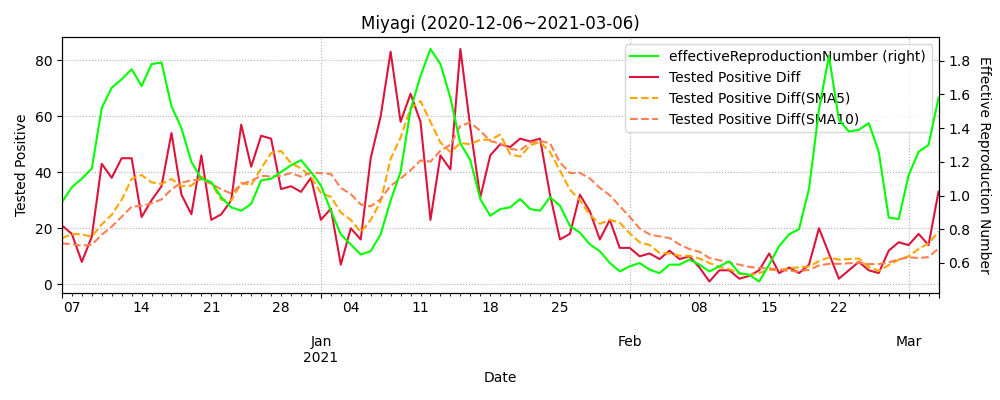 Miyagi (2020-12-06~2021-03-06)
effectiveReproductionNumber (right)
Tested Positive Diff
Tested Positive Diff(SMA5)
Tested Positive Diff(SMA10)
Tested Positive
80
60
40
20
0
1.8
1.6
1.4
1.2
1.0
0.8
0.6
Effective Reproduction Number
07 14 21 28 04 11 18 25 08 15 22
Jan Feb Mar
2021
Date